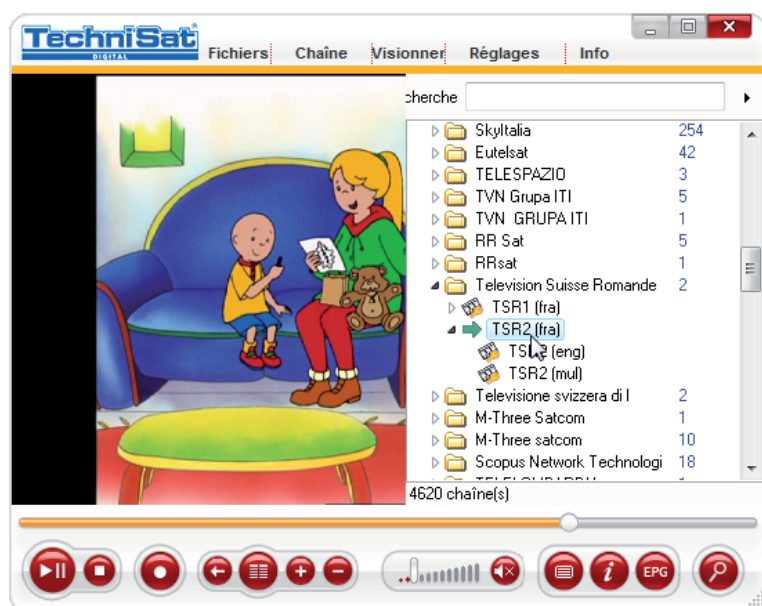 TechniSat
DIGITAL
Fichiers Chaîne Visionner Réglages Info
cherche
SkyItalia 254
Eutelsat 42
TELESPAZIO 3
TVN Grupa ITI 5
TVN GRUPA ITI 1
RR Sat 5
RRsat 1
Television Suisse Romande 2
TSR1 (fra)
TSR2 (fra)
(eng)
TSR2 (mul)
Televisione svizzera di l 2
M-Three Satcom 1
M-Three satcom 10
Scopus Network Technologi 18
4620 chaîne(s)
i EPG